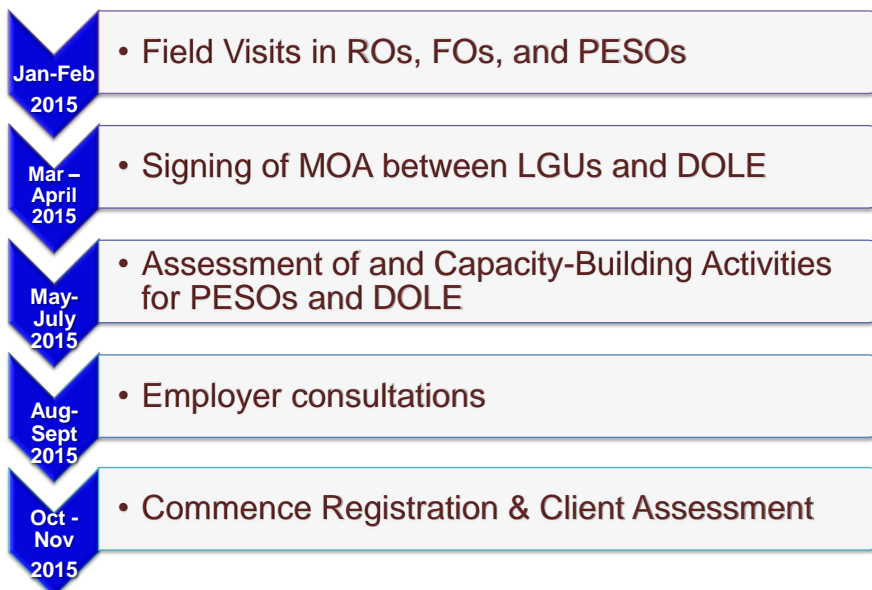 Jan-Feb
2015
• Field Visits in ROs, FOs, and PESOs
Mar –
April
2015
• Signing of MOA between LGUs and DOLE
May-
July
2015
• Assessment of and Capacity-Building Activities
for PESOs and DOLE
Aug-
Sept
2015
• Employer consultations
Oct -
Nov
2015
• Commence Registration & Client Assessment